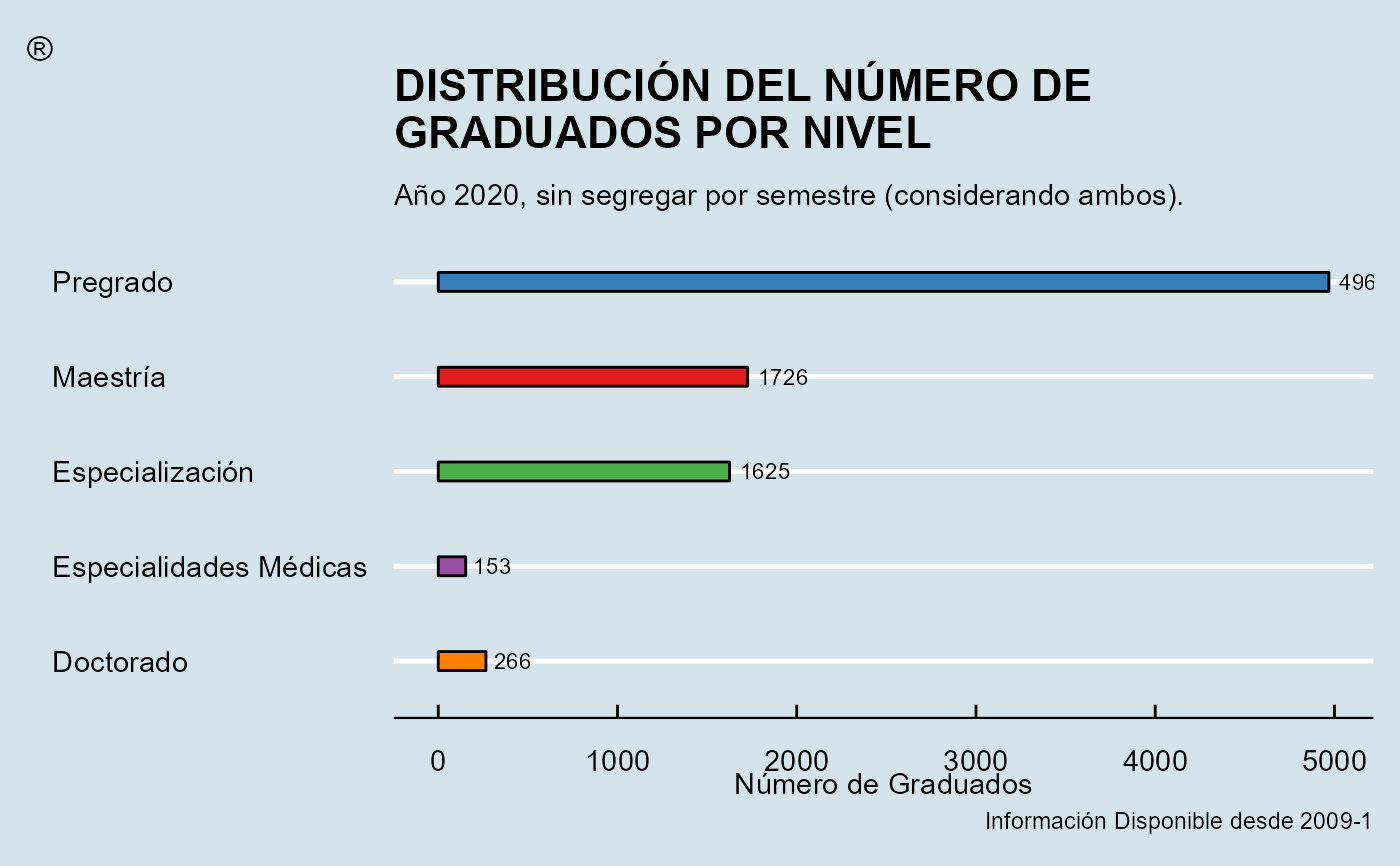 ®
DISTRIBUCIÓN DEL NÚMERO DE
GRADUADOS POR NIVEL
Año 2020, sin segregar por semestre (considerando ambos).
Pregrado 496
Maestría 1726
Especialización 1625
Especialidades Médicas 153
Doctorado 266
0 1000 2000 3000 4000 5000
Número de Graduados
Información Disponible desde 2009-1